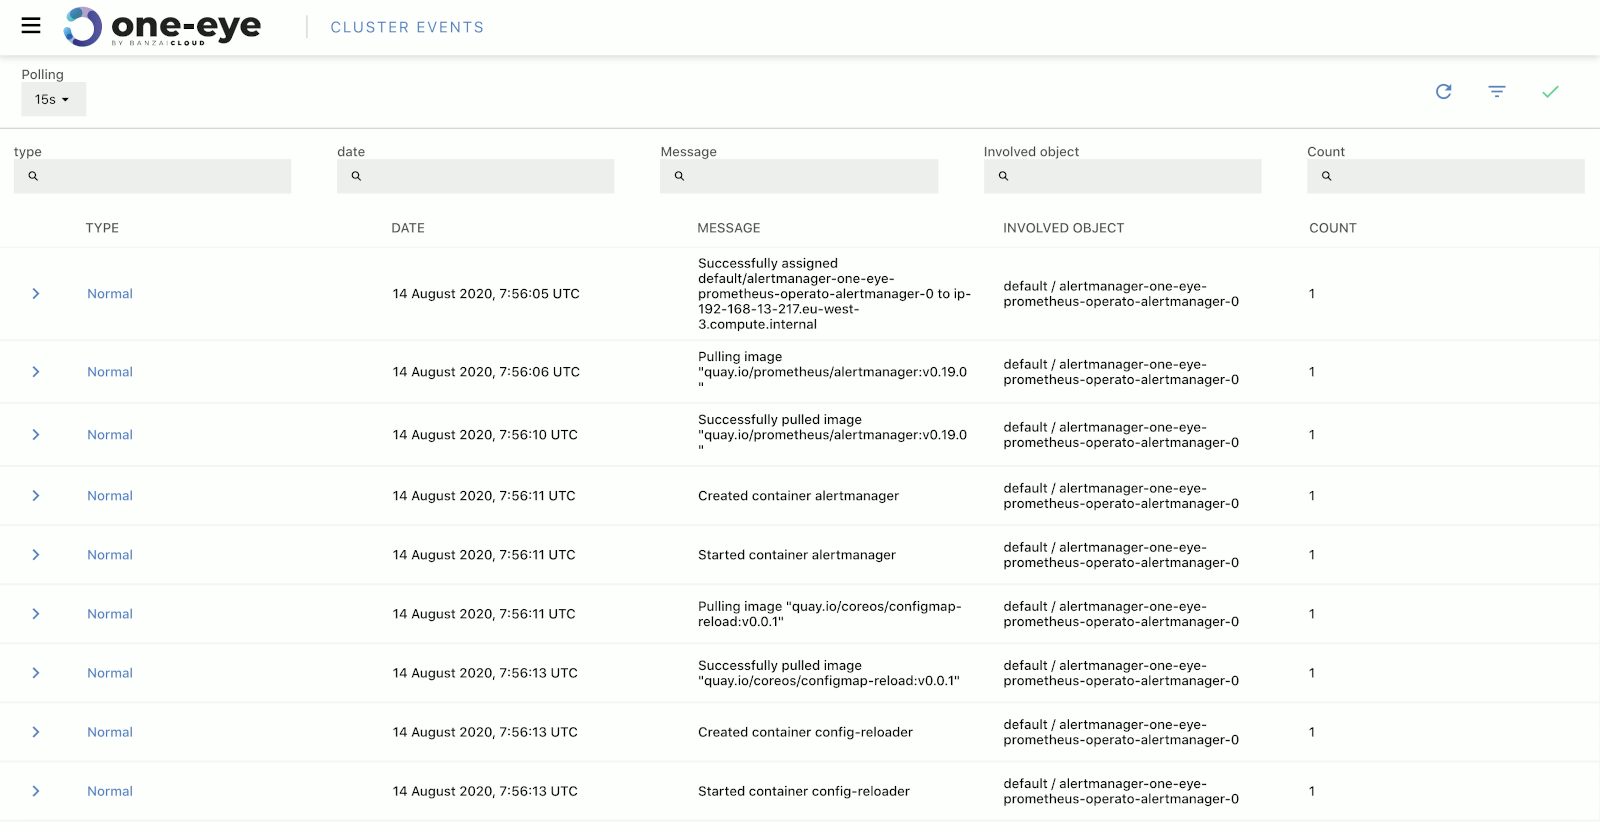 one-eye
BY BANZAICLOUD
CLUSTER EVENTS
Polling
15s
type
date
Message
Involved object
Count
TYPE
DATE
MESSAGE
INVOLVED OBJECT
COUNT
Normal
14 August 2020, 7:56:05 UTC
Successfully assigned
default/alertmanager-one-eye-
prometheus-operato-alertmanager-0 to ip-
192-168-13-217.eu-west-
3.compute.internal
default / alertmanager-one-eye-
prometheus-operato-alertmanager-0
1
Normal
14 August 2020, 7:56:06 UTC
Pulling image
"quay.io/prometheus/alertmanager:v0.19.0
"
default / alertmanager-one-eye-
prometheus-operato-alertmanager-0
1
Normal
14 August 2020, 7:56:10 UTC
Successfully pulled image
"quay.io/prometheus/alertmanager:v0.19.0
"
default / alertmanager-one-eye-
prometheus-operato-alertmanager-0
1
Normal
14 August 2020, 7:56:11 UTC
Created container alertmanager
default / alertmanager-one-eye-
prometheus-operato-alertmanager-0
1
Normal
14 August 2020, 7:56:11 UTC
Started container alertmanager
default / alertmanager-one-eye-
prometheus-operato-alertmanager-0
1
Normal
14 August 2020, 7:56:11 UTC
Pulling image "quay.io/coreos/configmap-
reload:v0.0.1"
default / alertmanager-one-eye-
prometheus-operato-alertmanager-0
1
Normal
14 August 2020, 7:56:13 UTC
Successfully pulled image
"quay.io/coreos/configmap-reload:v0.0.1"
default / alertmanager-one-eye-
prometheus-operato-alertmanager-0
1
Normal
14 August 2020, 7:56:13 UTC
Created container config-reloader
default / alertmanager-one-eye-
prometheus-operato-alertmanager-0
1
Normal
14 August 2020, 7:56:13 UTC
Started container config-reloader
default / alertmanager-one-eye-
prometheus-operato-alertmanager-0
1